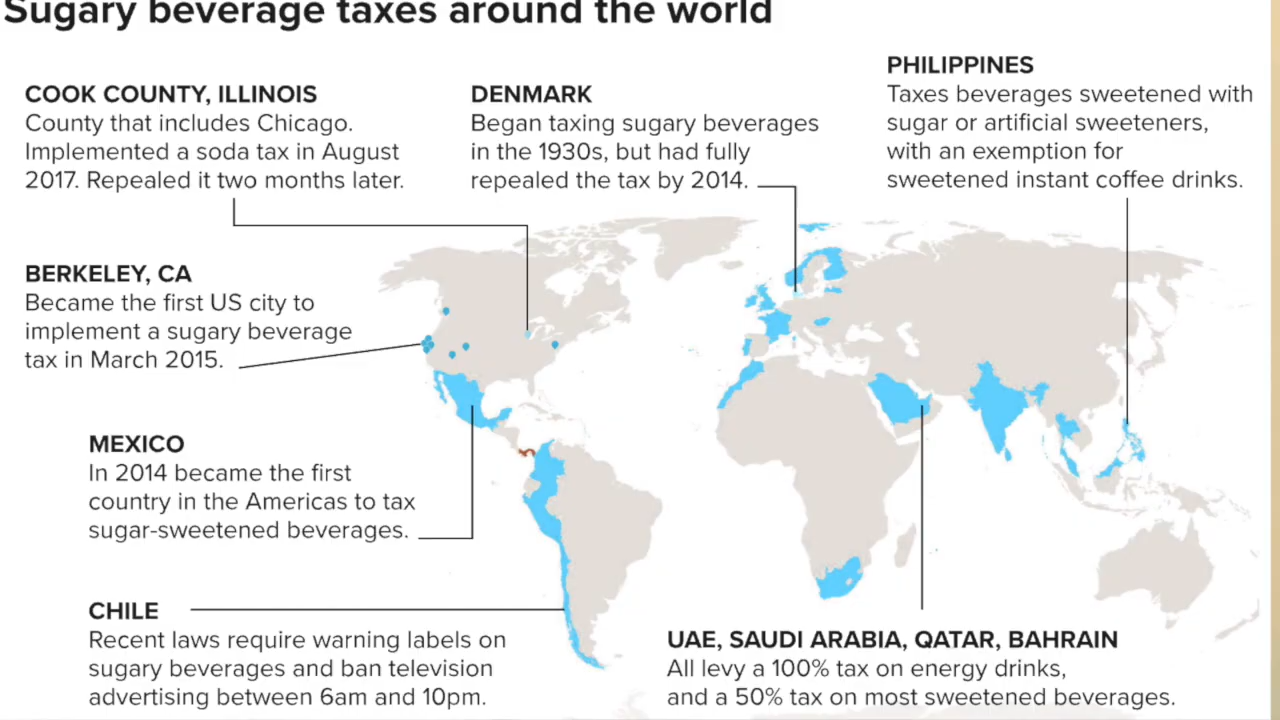 Sugary beverage taxes around the world
COOK COUNTY, ILLINOIS
County that includes Chicago.
Implemented a soda tax in August
2017. Repealed it two months later.
DENMARK
Began taxing sugary beverages
in the 1930s, but had fully
repealed the tax by 2014.
PHILIPPINES
Taxes beverages sweetened with
sugar or artificial sweeteners,
with an exemption for
sweetened instant coffee drinks.
BERKELEY, CA
Became the first US city to
implement a sugary beverage
tax in March 2015.
MEXICO
In 2014 became the first
country in the Americas to tax
sugar-sweetened beverages.
CHILE
Recent laws require warning labels on
sugary beverages and ban television
advertising between 6am and 10pm.
UAE, SAUDI ARABIA, QATAR, BAHRAIN
All levy a 100% tax on energy drinks,
and a 50% tax on most sweetened beverages.